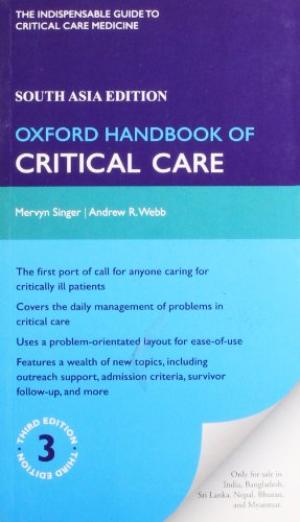 THE INDISPENSABLE GUIDE TO
CRITICAL CARE MEDICINE
SOUTH ASIA EDITION
OXFORD HANDBOOK OF
CRITICAL CARE
Mervyn Singer | Andrew R. Webb
The first port of call for anyone caring for
critically ill patients
Covers the daily management of problems in
critical care
Uses a problem-orientated layout for ease-of-use
Features a wealth of new topics, including
outreach support, admission criteria, survivor
follow-up, and more
THIRD EDITION • THIRD EDITION •
3
Only for sale in
India, Bangladesh,
Sri Lanka, Nepal, Bhutan,
and Myanmar.